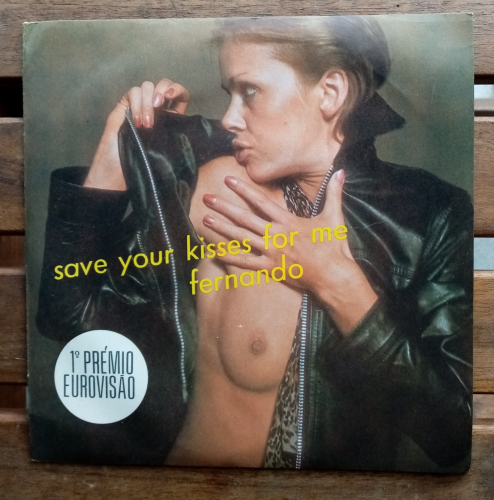 save your kisses for me
fernando
1º PRÉMIO
EUROVISÃO